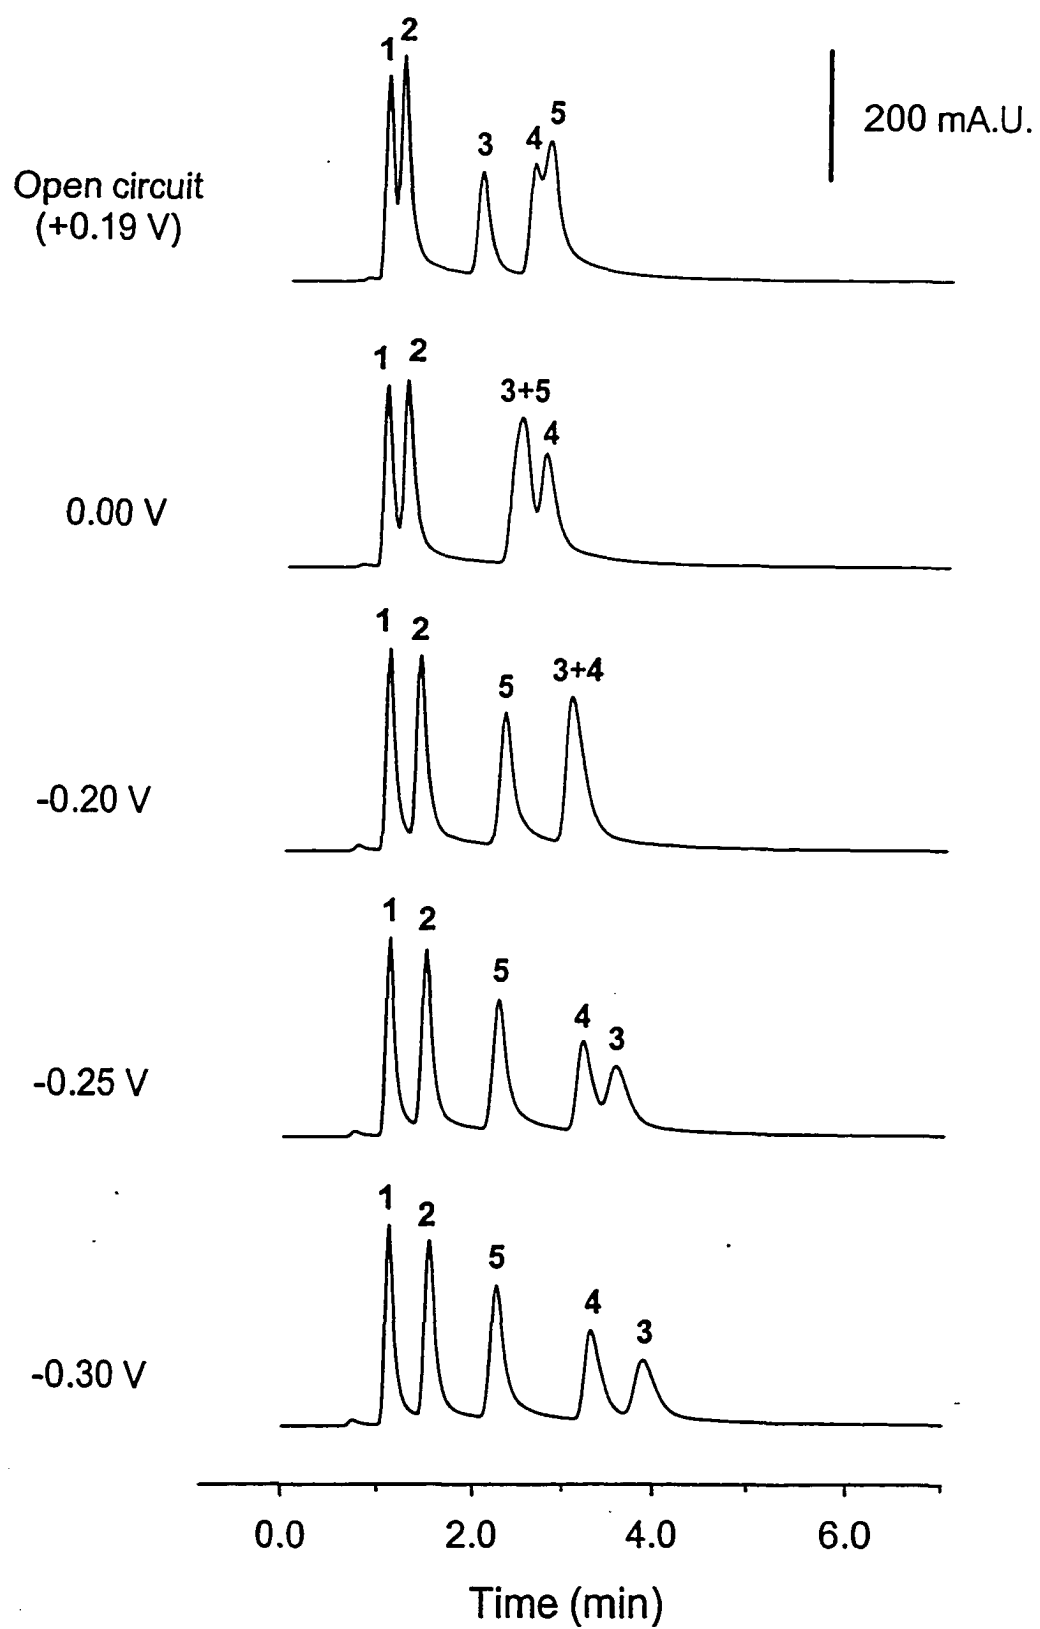 1 2
3 4 5
200 mA.U.
Open circuit
(+0.19 V)
1 2
3+5
4
0.00 V
1 2
5 3+4
-0.20 V
1 2
5
4 3
-0.25 V
1 2
5
4 3
-0.30 V
0.0 2.0 4.0 6.0
Time (min)